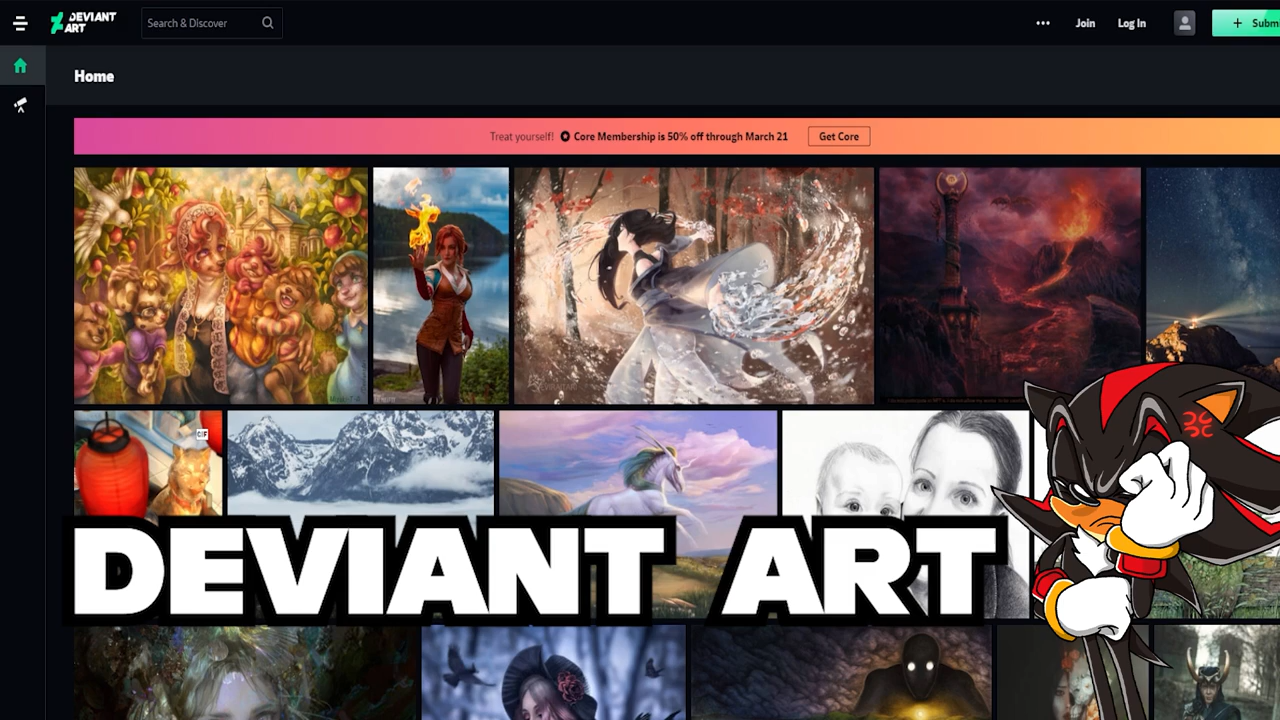 DEVIANT
ART
Search & Discover
Join
Log In
Home
Treat yourself! Core Membership is 50% off through March 21
Get Core
GIF
DEVIANT ART